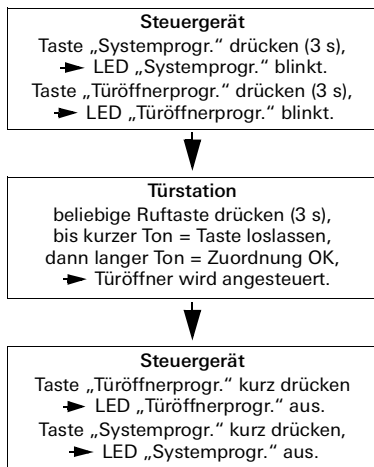 Steuergerät
Taste „Systemprogr.“ drücken (3 s),
➛ LED „Systemprogr.“ blinkt.
Taste „Türöffnerprogr.“ drücken (3 s),
➛ LED „Türöffnerprogr.“ blinkt.
Türstation
beliebige Ruftaste drücken (3 s),
bis kurzer Ton = Taste loslassen,
dann langer Ton = Zuordnung OK,
➛ Türöffner wird angesteuert.
Steuergerät
Taste „Türöffnerprogr.“ kurz drücken
➛ LED „Türöffnerprogr.“ aus.
Taste „Systemprogr.“ kurz drücken,
➛ LED „Systemprogr.“ aus.